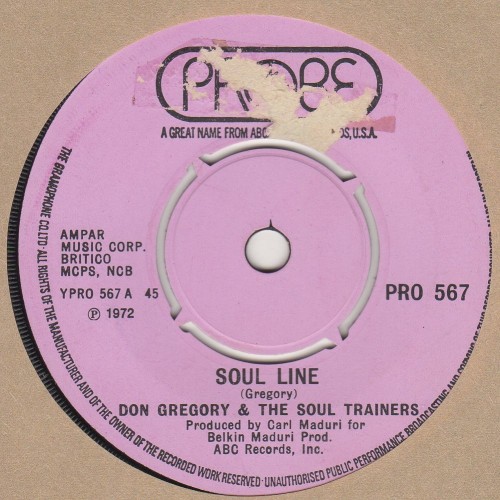 PROBE
A GREAT NAME FROM ABC
DS, U.S.A.
AMPAR
MUSIC CORP.
BRITICO
MCPS, NCB
YPRO 567 A 45
Ⓟ 1972
PRO 567
SOUL LINE
(Gregory)
DON GREGORY & THE SOUL TRAINERS
Produced by Carl Maduri for
Belkin Maduri Prod.
ABC Records, Inc.
THE GRAMOPHONE CO.LTD·ALL RIGHTS OF THE MANUFACTURER AND OF THE OWNER OF THE RECORDED WORK RESERVED·UNAUTHORISED PUBLIC PERFORMANCE BROADCASTING AND COPYING OF THIS RECORD